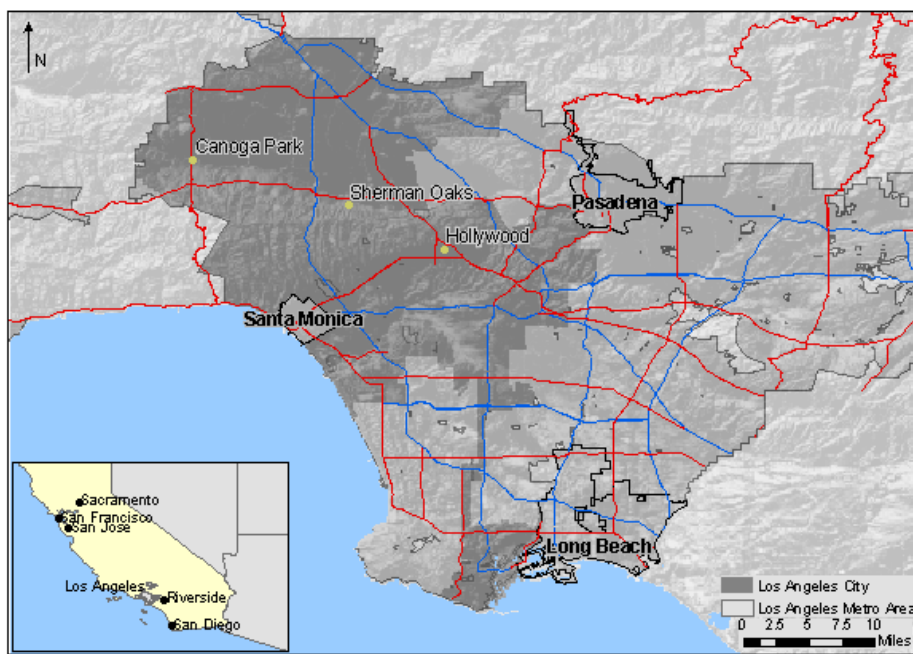 N
Canoga Park
Sherman Oaks
Pasadena
Hollywood
Santa Monica
Long Beach
Sacramento
San Francisco
San Jose
Los Angeles
Riverside
San Diego
Los Angeles City
Los Angeles Metro Area
0 2.5 5 7.5 10
Miles